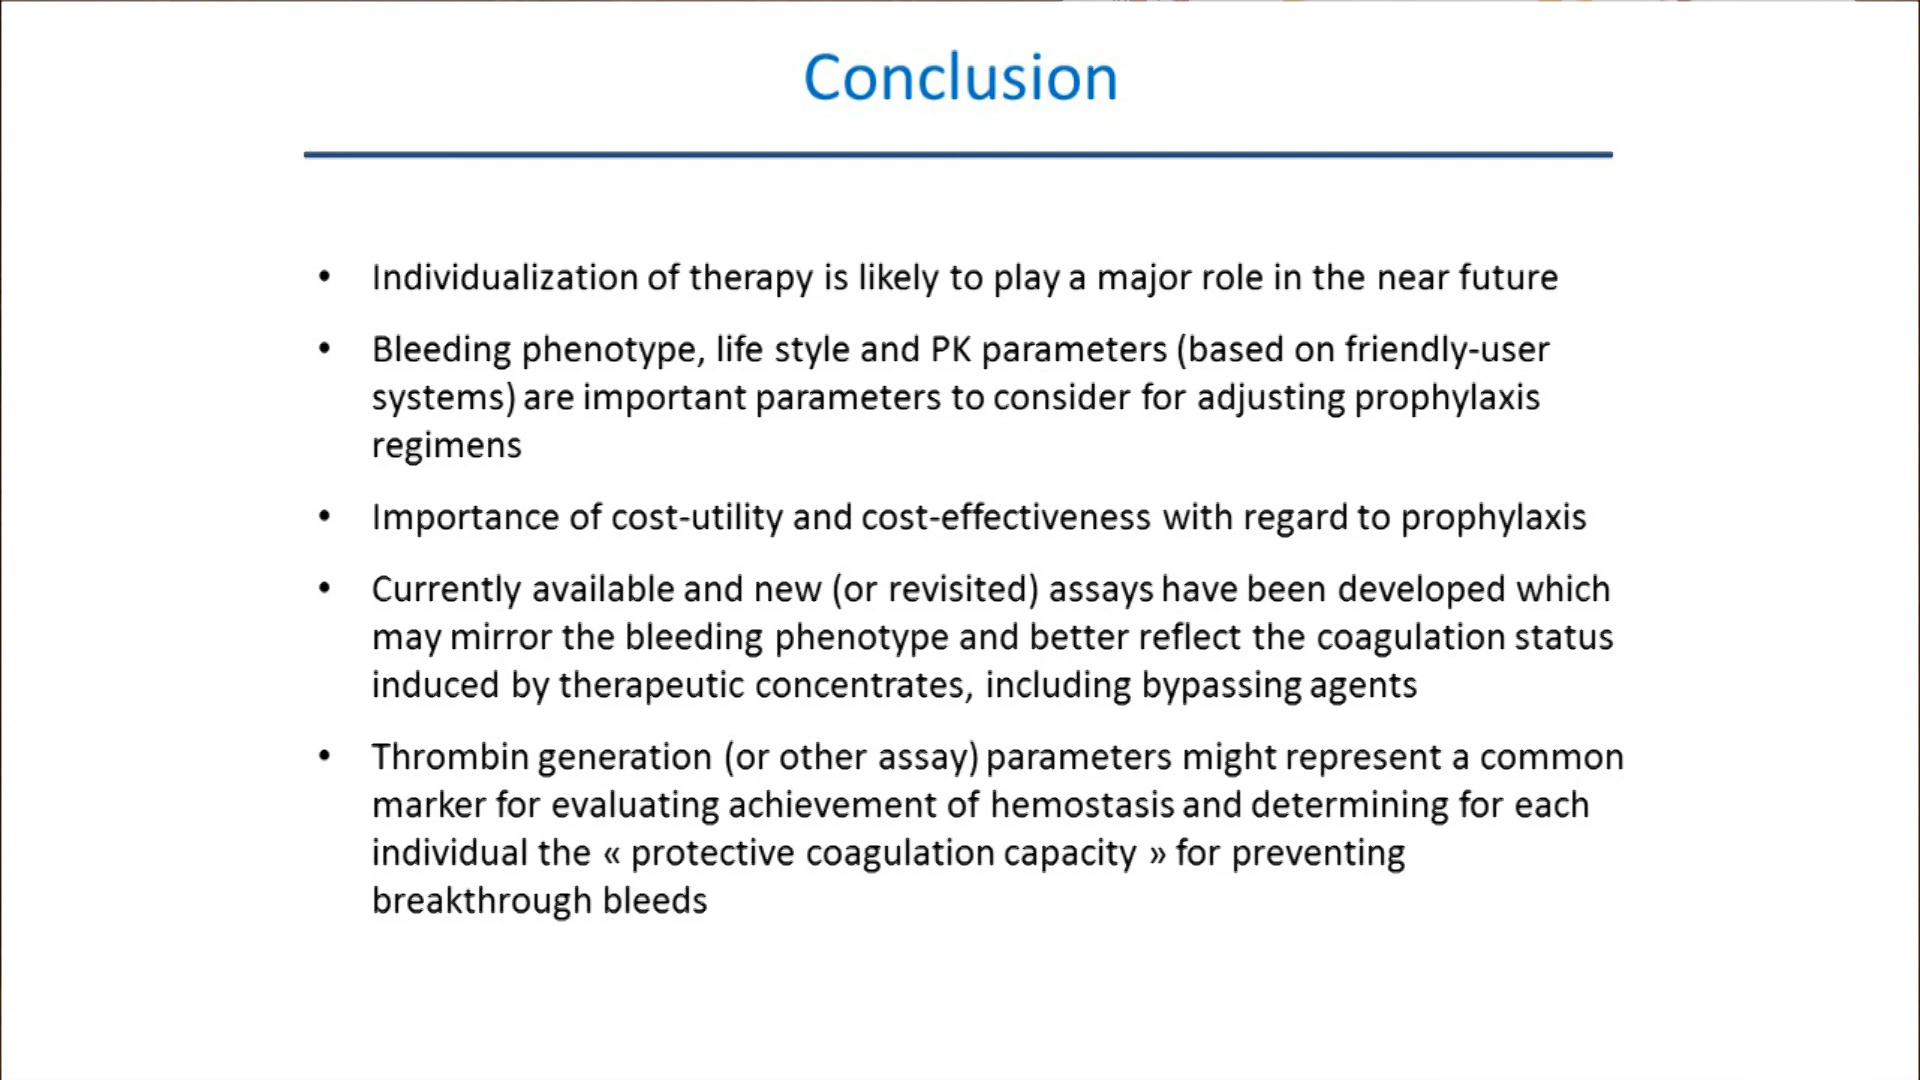 Conclusion
• Individualization of therapy is likely to play a major role in the near future
• Bleeding phenotype, life style and PK parameters (based on friendly-user
systems) are important parameters to consider for adjusting prophylaxis
regimens
• Importance of cost-utility and cost-effectiveness with regard to prophylaxis
• Currently available and new (or revisited) assays have been developed which
may mirror the bleeding phenotype and better reflect the coagulation status
induced by therapeutic concentrates, including bypassing agents
• Thrombin generation (or other assay) parameters might represent a common
marker for evaluating achievement of hemostasis and determining for each
individual the « protective coagulation capacity » for preventing
breakthrough bleeds